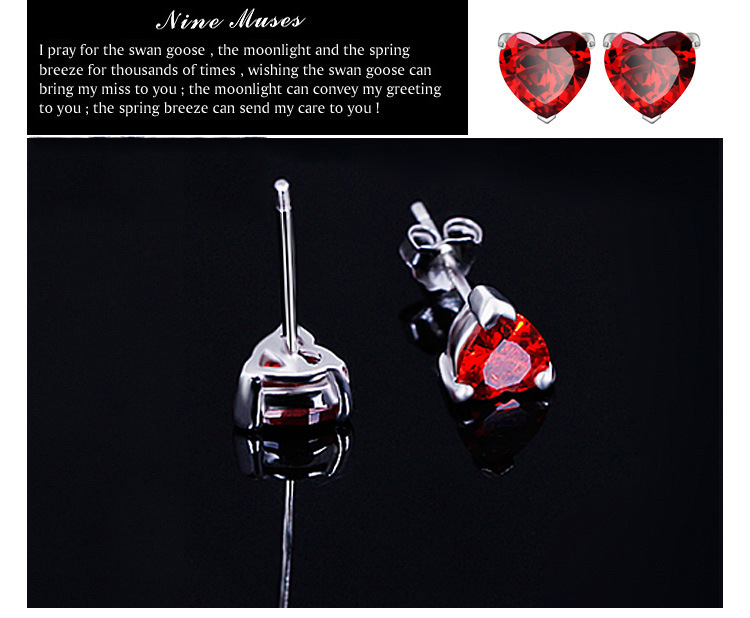 Nine Muses
I pray for the swan goose , the moonlight and the spring
breeze for thousands of times , wishing the swan goose can
bring my miss to you ; the moonlight can convey my greeting
to you ; the spring breeze can send my care to you !